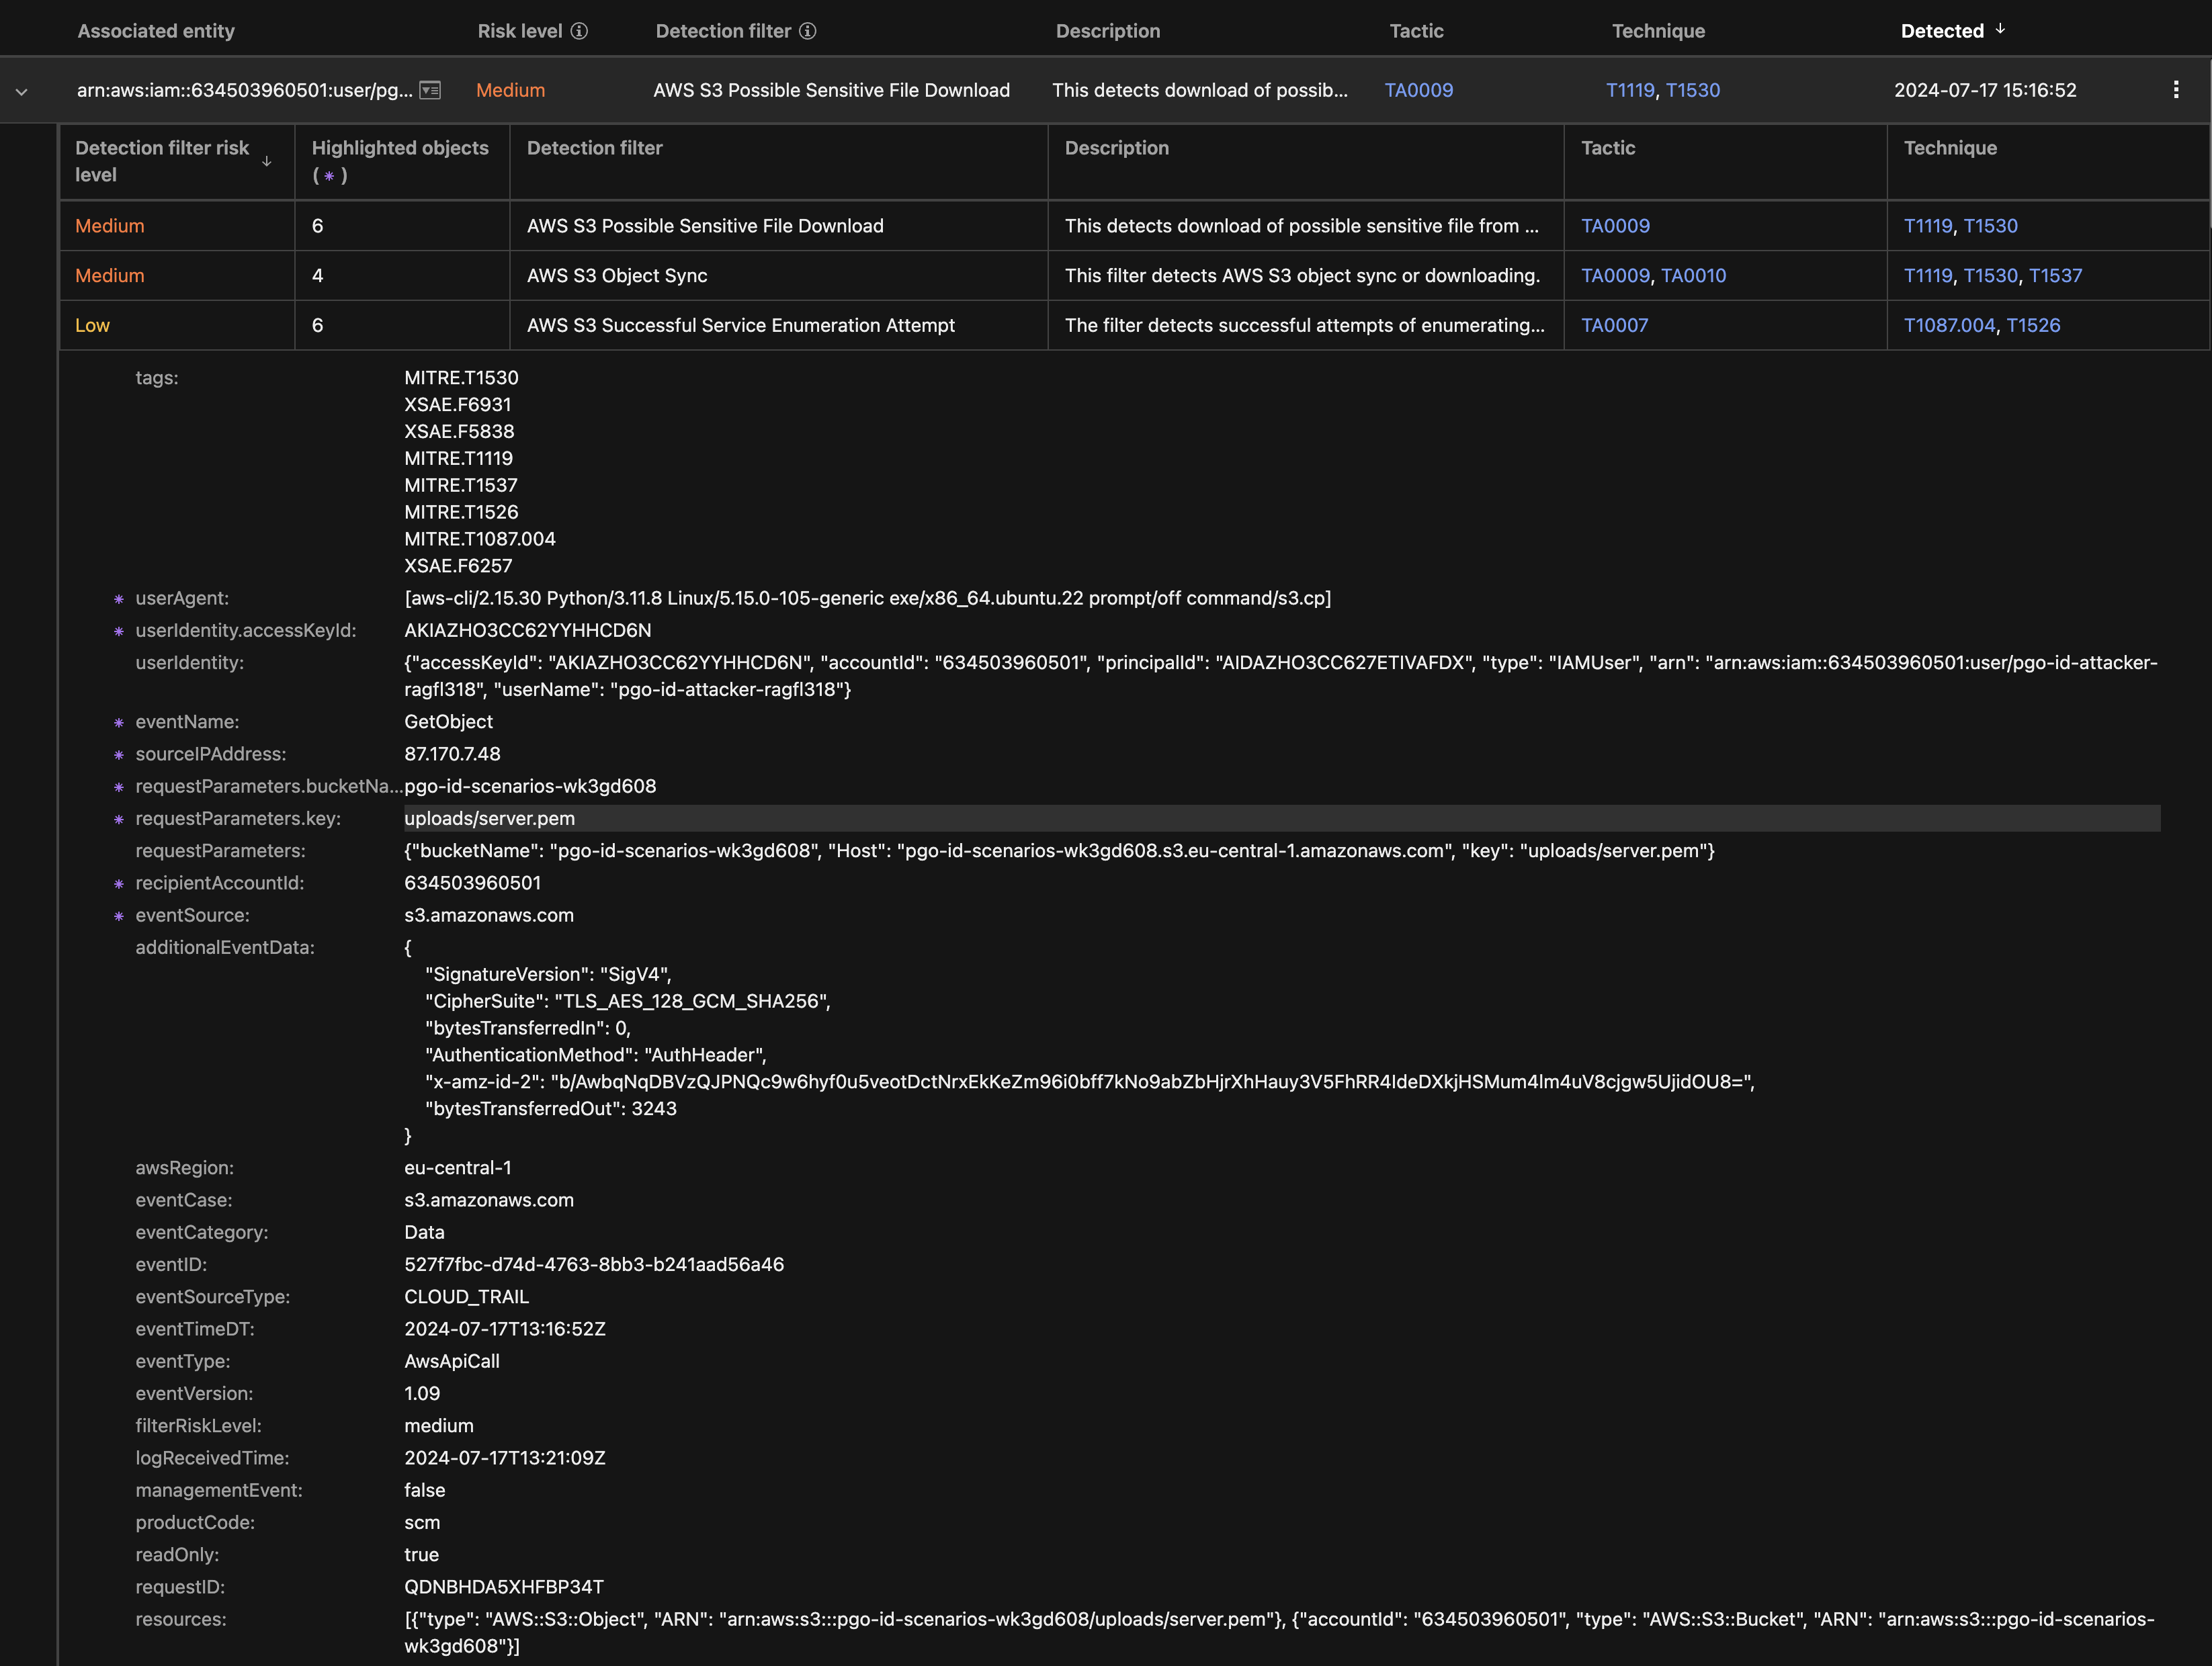 Associated entity Risk level Detection filter Description Tactic Technique Detected ↓
arn:aws:iam::634503960501:user/pg... Medium AWS S3 Possible Sensitive File Download This detects download of possib... TA0009 T1119, T1530 2024-07-17 15:16:52
Detection filter risk level ↓ Highlighted objects ( * ) Detection filter Description Tactic Technique
Medium 6 AWS S3 Possible Sensitive File Download This detects download of possible sensitive file from ... TA0009 T1119, T1530
Medium 4 AWS S3 Object Sync This filter detects AWS S3 object sync or downloading. TA0009, TA0010 T1119, T1530, T1537
Low 6 AWS S3 Successful Service Enumeration Attempt The filter detects successful attempts of enumerating... TA0007 T1087.004, T1526
tags: MITRE.T1530
XSAE.F6931
XSAE.F5838
MITRE.T1119
MITRE.T1537
MITRE.T1526
MITRE.T1087.004
XSAE.F6257
* userAgent: [aws-cli/2.15.30 Python/3.11.8 Linux/5.15.0-105-generic exe/x86_64.ubuntu.22 prompt/off command/s3.cp]
* userIdentity.accessKeyId: AKIAZHO3CC62YYHHCD6N
userIdentity: {"accessKeyId": "AKIAZHO3CC62YYHHCD6N", "accountId": "634503960501", "principalId": "AIDAZHO3CC627ETIVAFDX", "type": "IAMUser", "arn": "arn:aws:iam::634503960501:user/pgo-id-attacker-
ragfl318", "userName": "pgo-id-attacker-ragfl318"}
* eventName: GetObject
* sourceIPAddress: 87.170.7.48
* requestParameters.bucketNa... pgo-id-scenarios-wk3gd608
* requestParameters.key: uploads/server.pem
requestParameters: {"bucketName": "pgo-id-scenarios-wk3gd608", "Host": "pgo-id-scenarios-wk3gd608.s3.eu-central-1.amazonaws.com", "key": "uploads/server.pem"}
* recipientAccountId: 634503960501
* eventSource: s3.amazonaws.com
additionalEventData: {
"SignatureVersion": "SigV4",
"CipherSuite": "TLS_AES_128_GCM_SHA256",
"bytesTransferredIn": 0,
"AuthenticationMethod": "AuthHeader",
"x-amz-id-2": "b/AwbqNqDBVzQJPNQc9w6hyf0u5veotDctNrxEkKeZm96i0bff7kNo9abZbHjrXhHauy3V5FhRR4IdeDXkjHSMum4lm4uV8cjgw5UjidOU8=",
"bytesTransferredOut": 3243
}
awsRegion: eu-central-1
eventCase: s3.amazonaws.com
eventCategory: Data
eventID: 527f7fbc-d74d-4763-8bb3-b241aad56a46
eventSourceType: CLOUD_TRAIL
eventTimeDT: 2024-07-17T13:16:52Z
eventType: AwsApiCall
eventVersion: 1.09
filterRiskLevel: medium
logReceivedTime: 2024-07-17T13:21:09Z
managementEvent: false
productCode: scm
readOnly: true
requestID: QDNBHDA5XHFBP34T
resources: [{"type": "AWS::S3::Object", "ARN": "arn:aws:s3:::pgo-id-scenarios-wk3gd608/uploads/server.pem"}, {"accountId": "634503960501", "type": "AWS::S3::Bucket", "ARN": "arn:aws:s3:::pgo-id-scenarios-
wk3gd608"}]